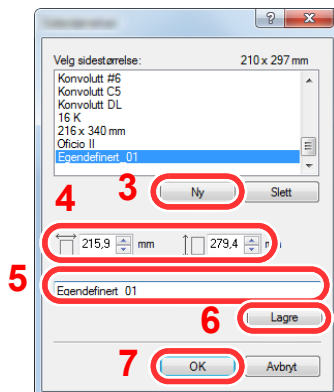 Velg sidestørrelse: 210 x 297 mm
Konvolutt #6
Konvolutt C5
Konvolutt DL
16 K
216 x 340 mm
Oficio II
Egendefinert_01
3 Ny Slett
4
215,9 mm 279,4
5
Egendefinert_01
6 Lagre
7 OK Avbryt